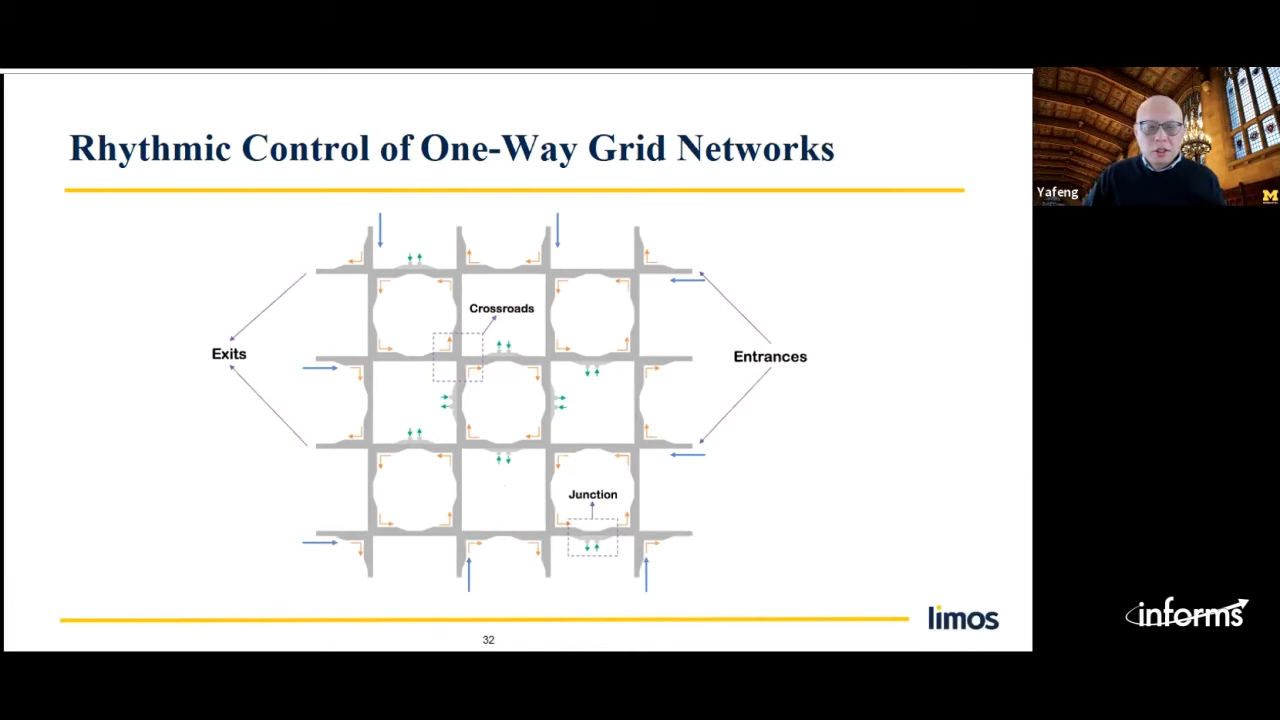 Rhythmic Control of One-Way Grid Networks
Crossroads
Exits
Entrances
Junction
limos
32
Yafeng
M
informs